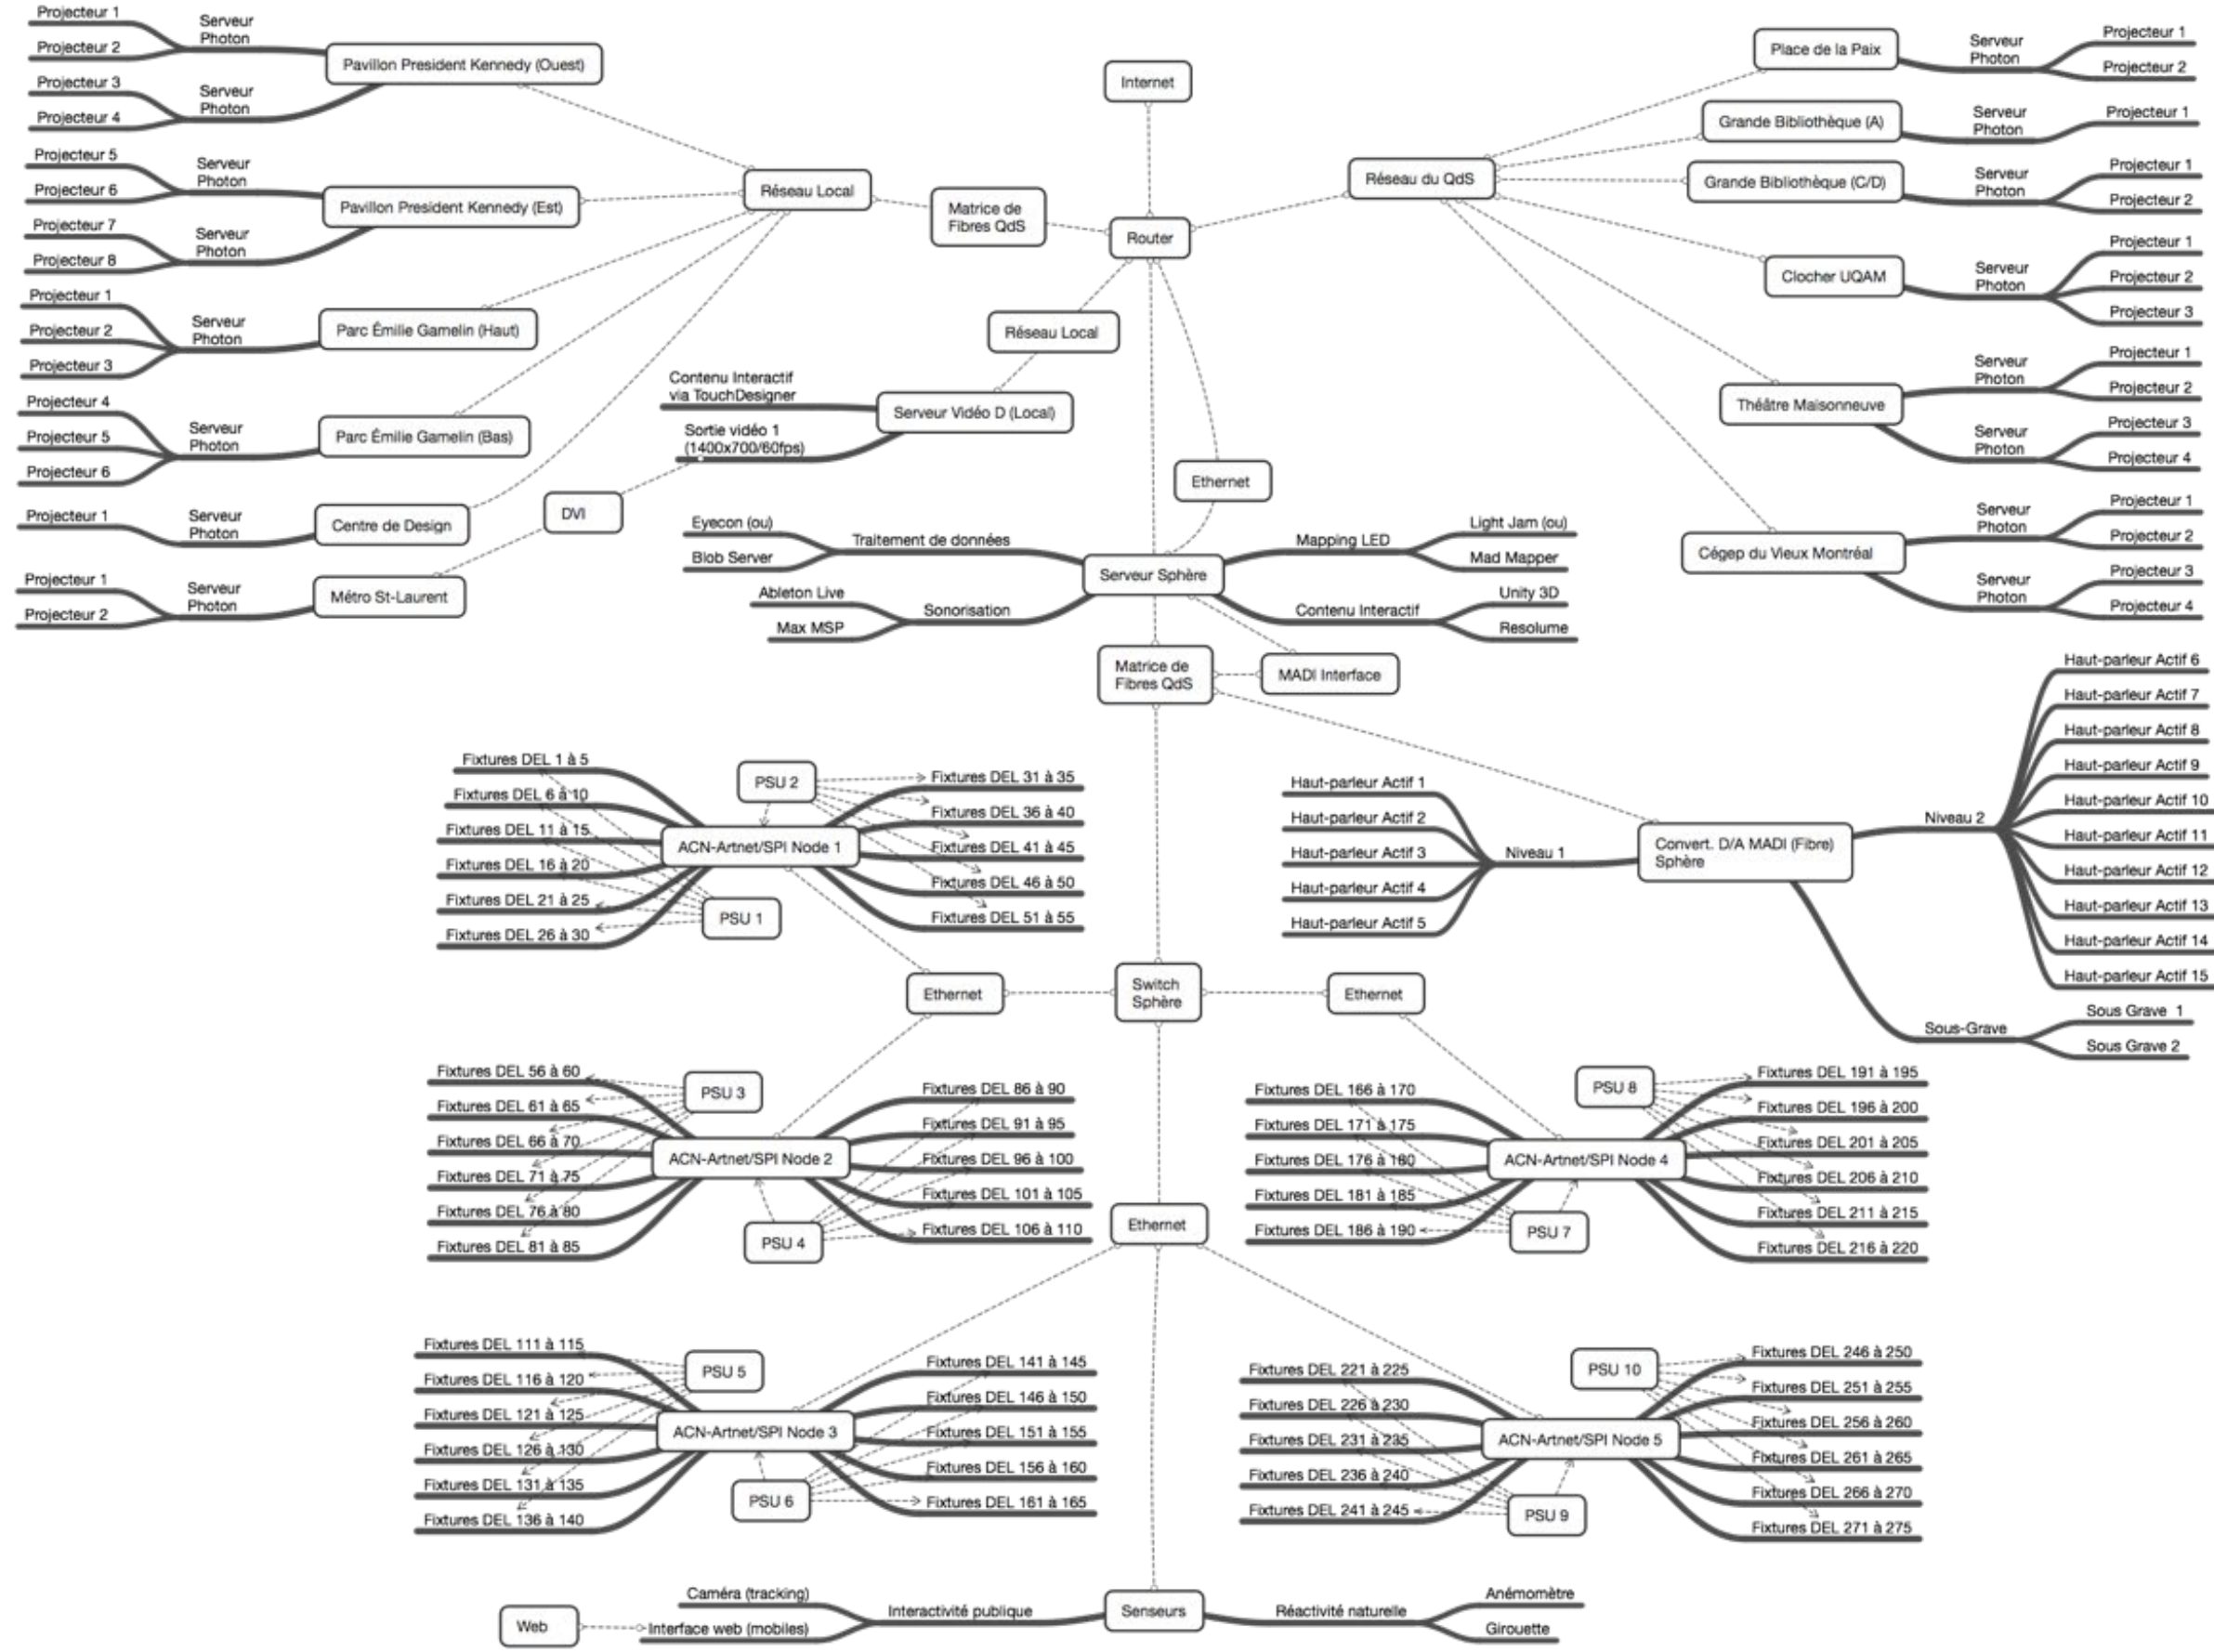 Projecteur 1
Projecteur 2
Serveur
Photon
Projecteur 3
Projecteur 4
Serveur
Photon
Pavillon President Kennedy (Ouest)
Projecteur 5
Projecteur 6
Serveur
Photon
Projecteur 7
Projecteur 8
Serveur
Photon
Pavillon President Kennedy (Est)
Projecteur 1
Projecteur 2
Projecteur 3
Serveur
Photon
Parc Émilie Gamelin (Haut)
Projecteur 4
Projecteur 5
Projecteur 6
Serveur
Photon
Parc Émilie Gamelin (Bas)
Projecteur 1
Serveur
Photon
Centre de Design
Projecteur 1
Projecteur 2
Serveur
Photon
Métro St-Laurent
Réseau Local
Matrice de
Fibres QdS
Internet
Router
Réseau Local
Contenu Interactif
via TouchDesigner
Sortie vidéo 1
(1400x700/60fps)
Serveur Vidéo D (Local)
DVI
Ethernet
Réseau du QdS
Place de la Paix
Serveur
Photon
Projecteur 1
Projecteur 2
Grande Bibliothèque (A)
Serveur
Photon
Projecteur 1
Grande Bibliothèque (C/D)
Serveur
Photon
Projecteur 1
Projecteur 2
Clocher UQAM
Serveur
Photon
Projecteur 1
Projecteur 2
Projecteur 3
Théâtre Maisonneuve
Serveur
Photon
Projecteur 1
Projecteur 2
Serveur
Photon
Projecteur 3
Projecteur 4
Cégep du Vieux Montréal
Serveur
Photon
Projecteur 1
Projecteur 2
Serveur
Photon
Projecteur 3
Projecteur 4
Eyecon (ou)
Blob Server
Traitement de données
Ableton Live
Max MSP
Sonorisation
Serveur Sphère
Mapping LED
Light Jam (ou)
Mad Mapper
Contenu Interactif
Unity 3D
Resolume
Matrice de
Fibres QdS
MADI Interface
Haut-parleur Actif 1
Haut-parleur Actif 2
Haut-parleur Actif 3
Haut-parleur Actif 4
Haut-parleur Actif 5
Niveau 1
Convert. D/A MADI (Fibre)
Sphère
Niveau 2
Haut-parleur Actif 6
Haut-parleur Actif 7
Haut-parleur Actif 8
Haut-parleur Actif 9
Haut-parleur Actif 10
Haut-parleur Actif 11
Haut-parleur Actif 12
Haut-parleur Actif 13
Haut-parleur Actif 14
Haut-parleur Actif 15
Sous-Grave
Sous Grave 1
Sous Grave 2
Fixtures DEL 1 à 5
Fixtures DEL 6 à 10
Fixtures DEL 11 à 15
Fixtures DEL 16 à 20
Fixtures DEL 21 à 25
Fixtures DEL 26 à 30
PSU 2
ACN-Artnet/SPI Node 1
PSU 1
Fixtures DEL 31 à 35
Fixtures DEL 36 à 40
Fixtures DEL 41 à 45
Fixtures DEL 46 à 50
Fixtures DEL 51 à 55
Ethernet
Switch
Sphère
Ethernet
Fixtures DEL 56 à 60
Fixtures DEL 61 à 65
Fixtures DEL 66 à 70
Fixtures DEL 71 à 75
Fixtures DEL 76 à 80
Fixtures DEL 81 à 85
PSU 3
ACN-Artnet/SPI Node 2
PSU 4
Fixtures DEL 86 à 90
Fixtures DEL 91 à 95
Fixtures DEL 96 à 100
Fixtures DEL 101 à 105
Fixtures DEL 106 à 110
Ethernet
Fixtures DEL 166 à 170
Fixtures DEL 171 à 175
Fixtures DEL 176 à 180
Fixtures DEL 181 à 185
Fixtures DEL 186 à 190
PSU 8
ACN-Artnet/SPI Node 4
PSU 7
Fixtures DEL 191 à 195
Fixtures DEL 196 à 200
Fixtures DEL 201 à 205
Fixtures DEL 206 à 210
Fixtures DEL 211 à 215
Fixtures DEL 216 à 220
Fixtures DEL 111 à 115
Fixtures DEL 116 à 120
Fixtures DEL 121 à 125
Fixtures DEL 126 à 130
Fixtures DEL 131 à 135
Fixtures DEL 136 à 140
PSU 5
ACN-Artnet/SPI Node 3
PSU 6
Fixtures DEL 141 à 145
Fixtures DEL 146 à 150
Fixtures DEL 151 à 155
Fixtures DEL 156 à 160
Fixtures DEL 161 à 165
Fixtures DEL 221 à 225
Fixtures DEL 226 à 230
Fixtures DEL 231 à 235
Fixtures DEL 236 à 240
Fixtures DEL 241 à 245
PSU 10
ACN-Artnet/SPI Node 5
PSU 9
Fixtures DEL 246 à 250
Fixtures DEL 251 à 255
Fixtures DEL 256 à 260
Fixtures DEL 261 à 265
Fixtures DEL 266 à 270
Fixtures DEL 271 à 275
Web
Caméra (tracking)
Interface web (mobiles)
Interactivité publique
Senseurs
Réactivité naturelle
Anémomètre
Girouette